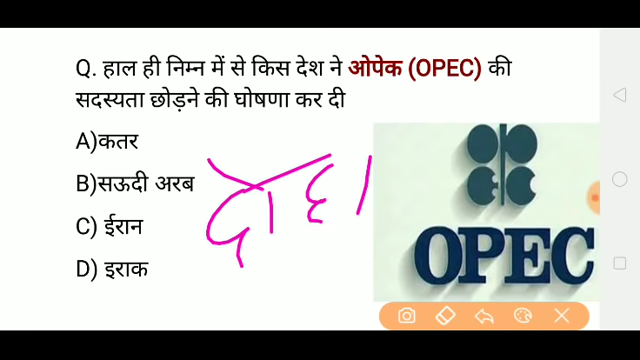 Q. हाल ही निम्न में से किस देश ने ओपेक (OPEC) की
सदस्यता छोड़ने की घोषणा कर दी
A)कतर
B)सऊदी अरब
C) ईरान
D) इराक
दोहा
OPEC